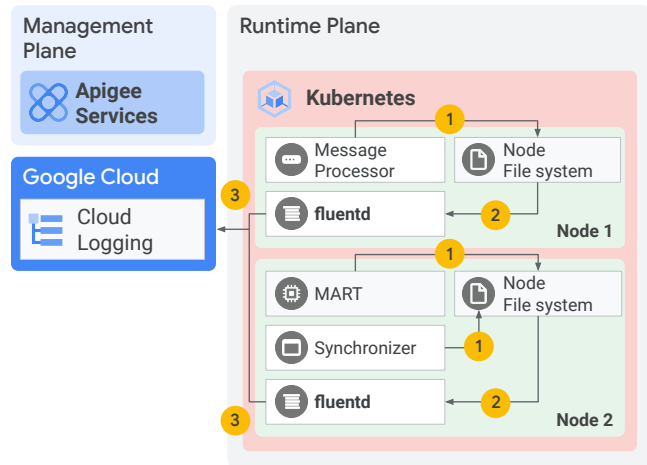 Management
Plane
Apigee
Services
Google Cloud
Cloud
Logging
Runtime Plane
Kubernetes
1
Message
Processor
Node
File system
3
fluentd
2
Node 1
1
MART
Node
File system
Synchronizer
1
fluentd
2
3
Node 2